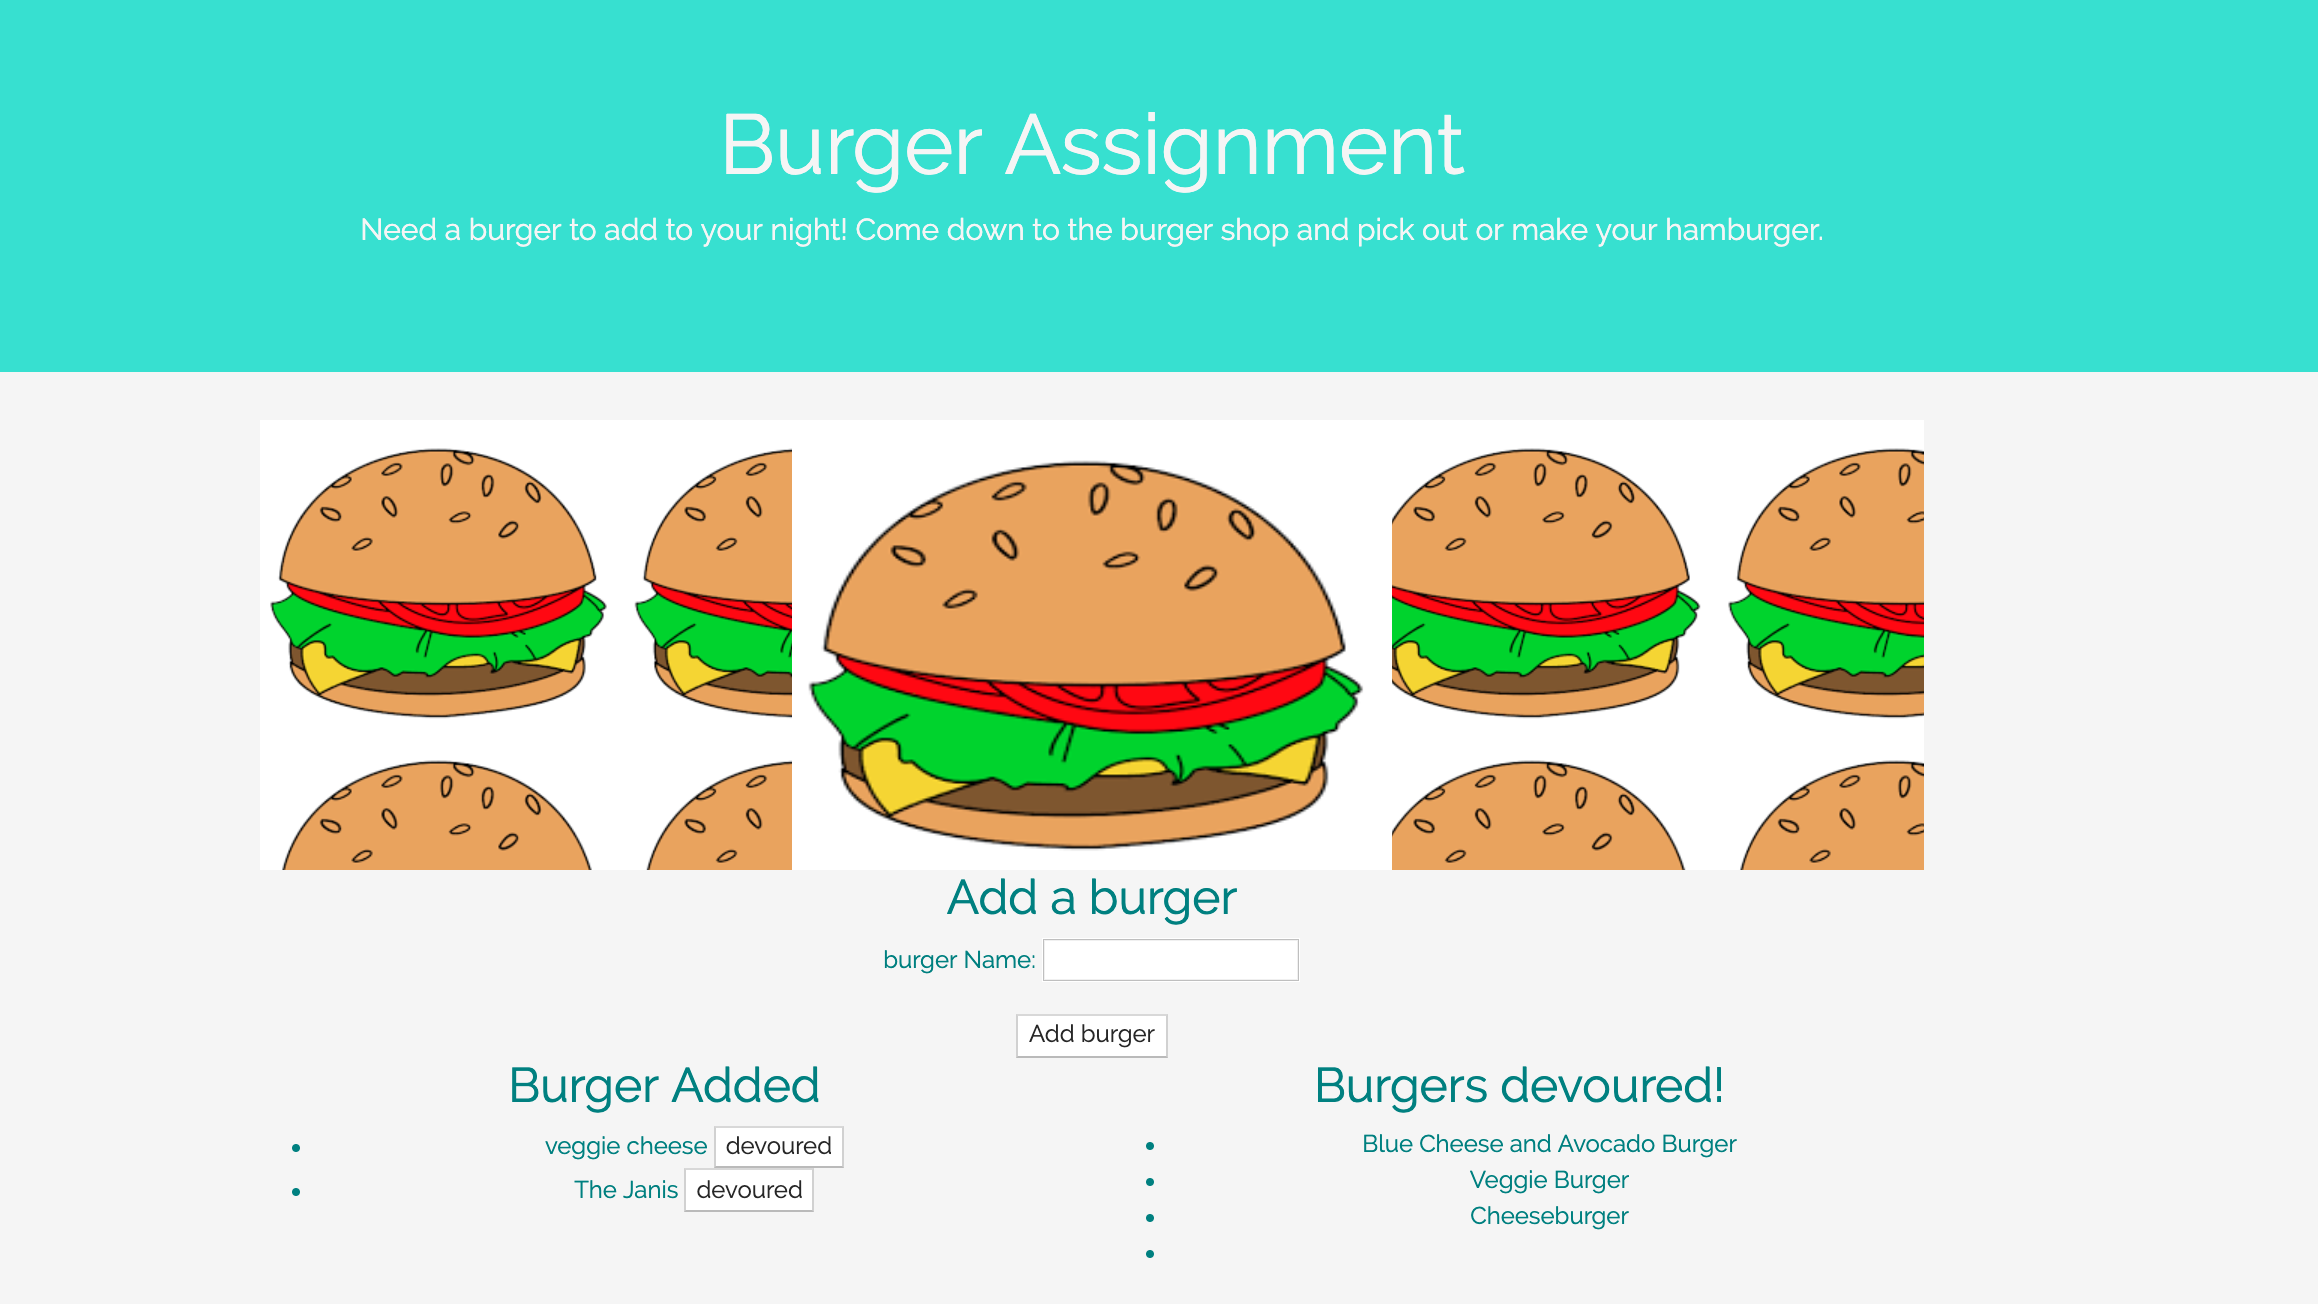 Burger Assignment
Need a burger to add to your night! Come down to the burger shop and pick out or make your hamburger.
Add a burger
burger Name:
Add burger
Burger Added
veggie cheese devoured
The Janis devoured
Burgers devoured!
Blue Cheese and Avocado Burger
Veggie Burger
Cheeseburger